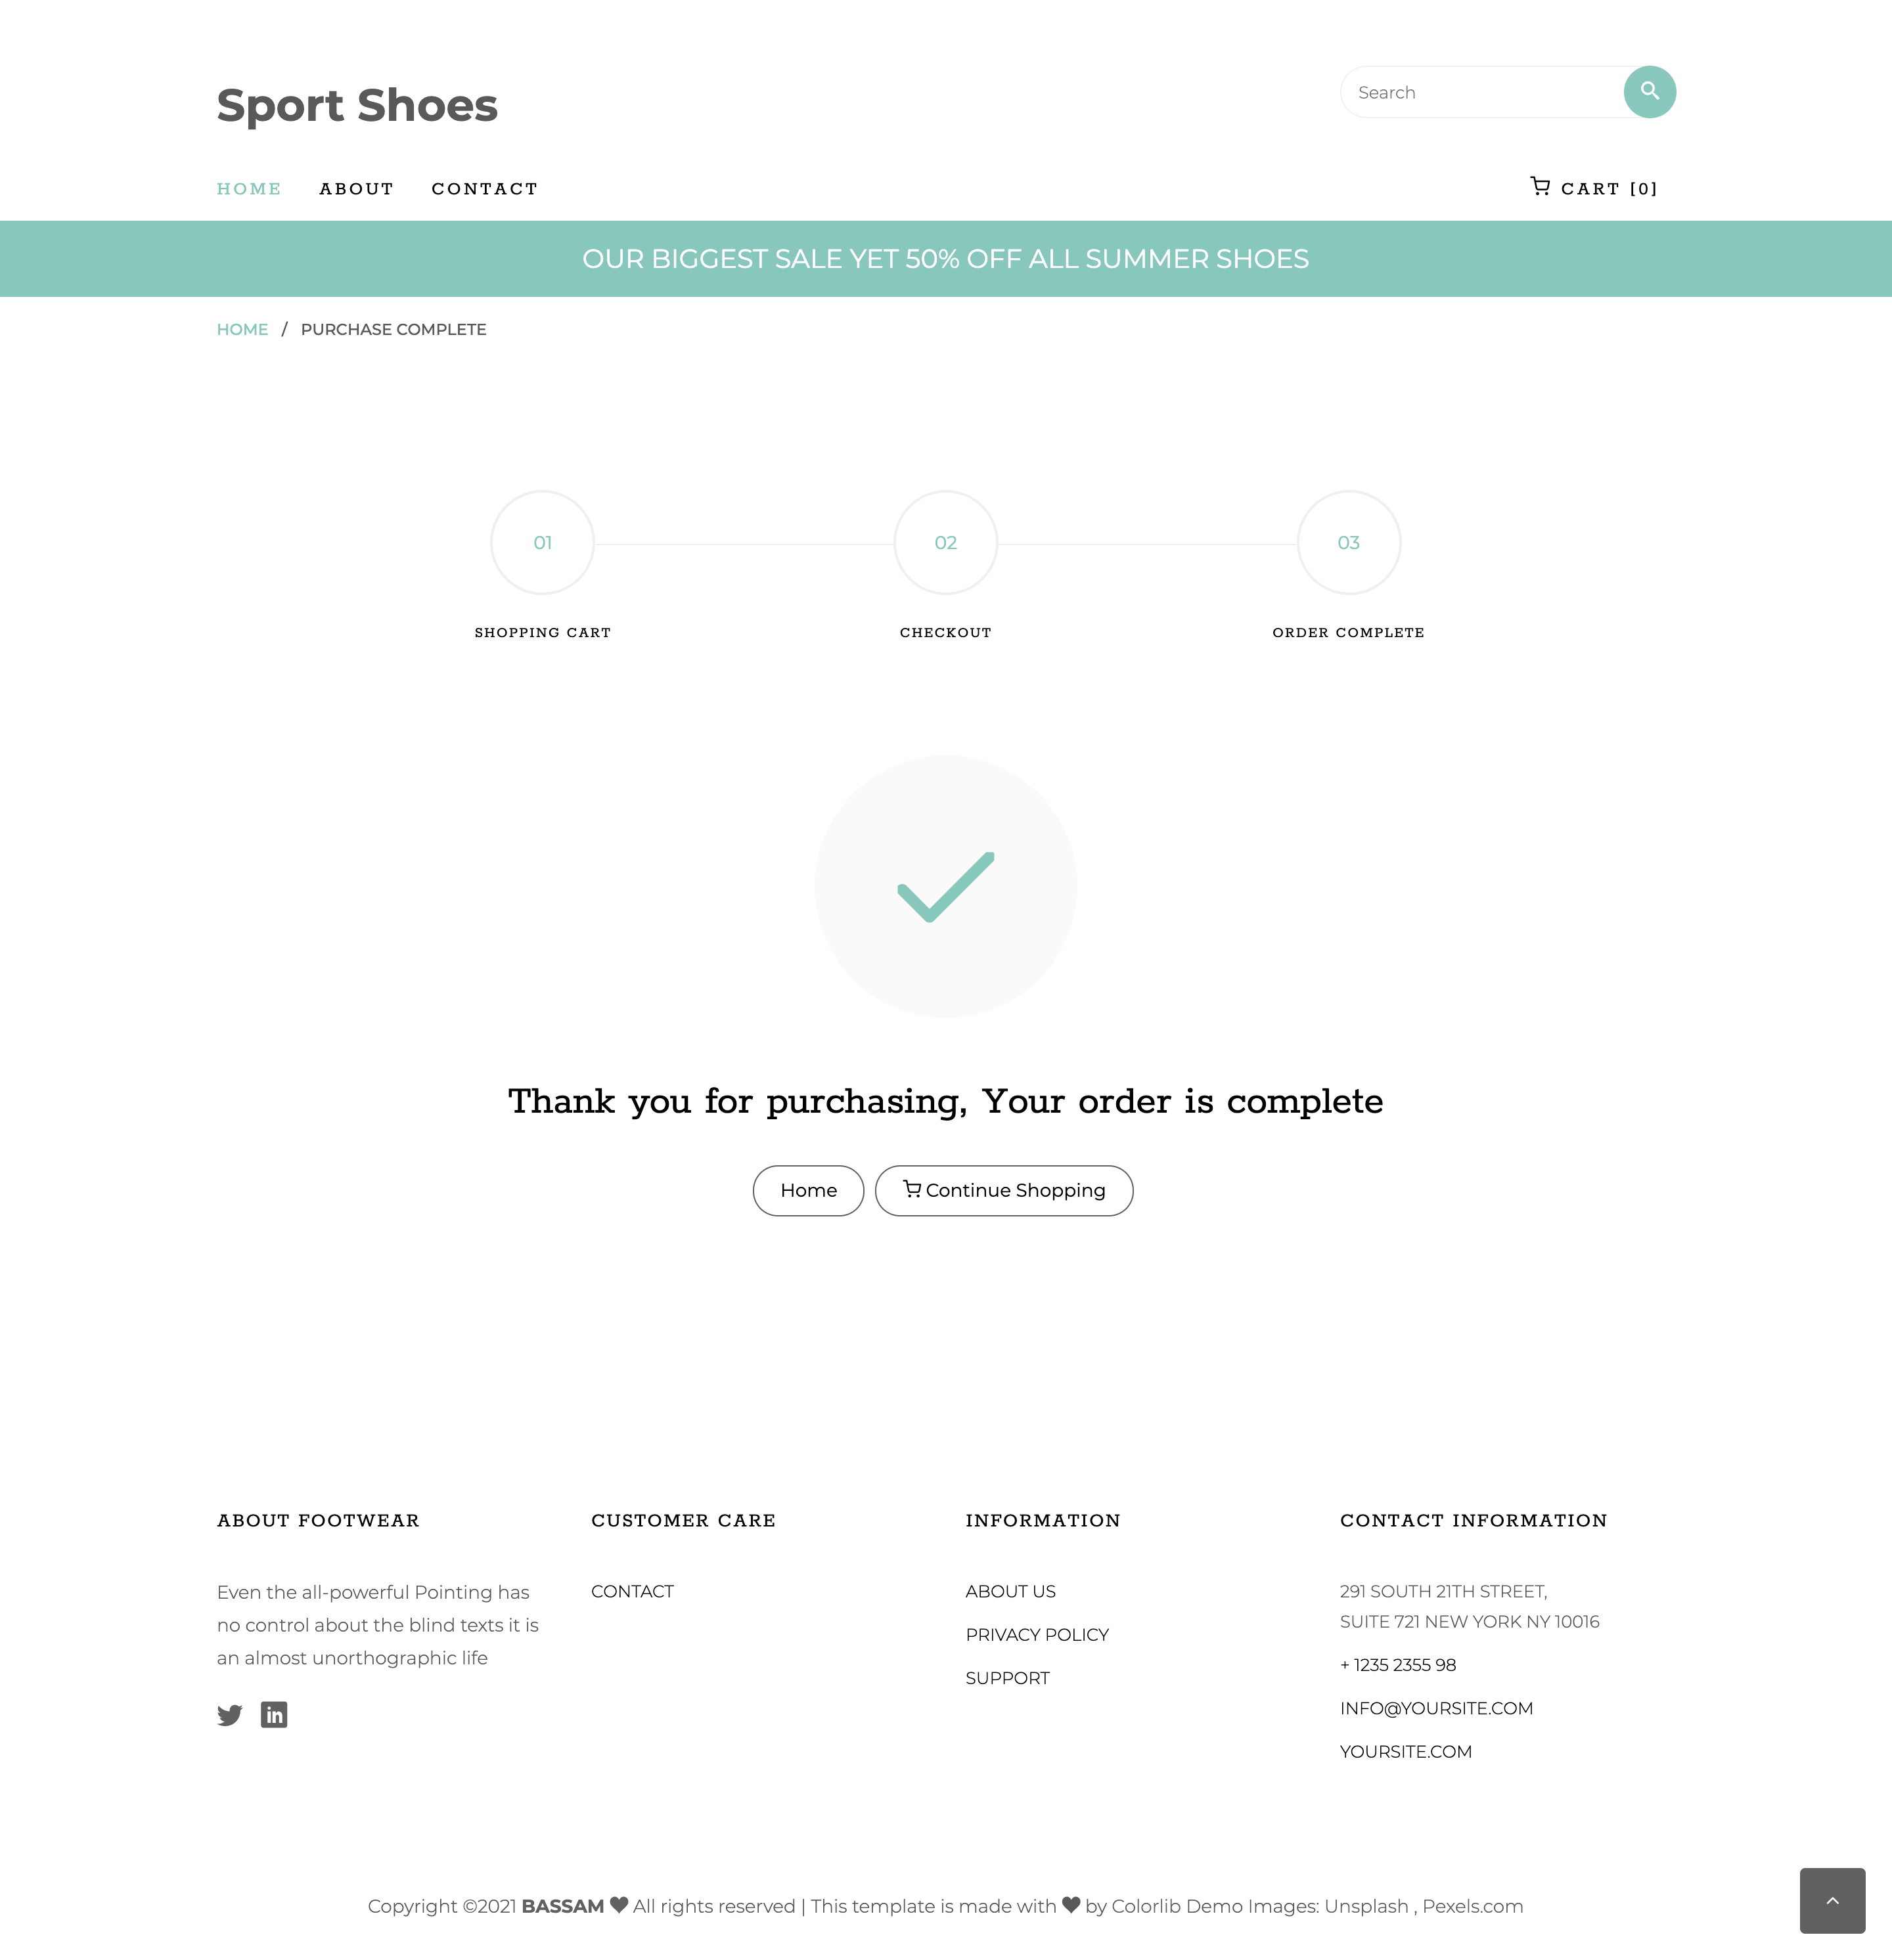 Sport Shoes
Search
HOME ABOUT CONTACT CART [0]
OUR BIGGEST SALE YET 50% OFF ALL SUMMER SHOES
HOME / PURCHASE COMPLETE
01 02 03
SHOPPING CART CHECKOUT ORDER COMPLETE
Thank you for purchasing, Your order is complete
Home Continue Shopping
ABOUT FOOTWEAR
Even the all-powerful Pointing has
no control about the blind texts it is
an almost unorthographic life
CUSTOMER CARE
CONTACT
INFORMATION
ABOUT US
PRIVACY POLICY
SUPPORT
CONTACT INFORMATION
291 SOUTH 21TH STREET,
SUITE 721 NEW YORK NY 10016
+ 1235 2355 98
INFO@YOURSITE.COM
YOURSITE.COM
Copyright ©2021 BASSAM ♥ All rights reserved | This template is made with ♥ by Colorlib Demo Images: Unsplash , Pexels.com